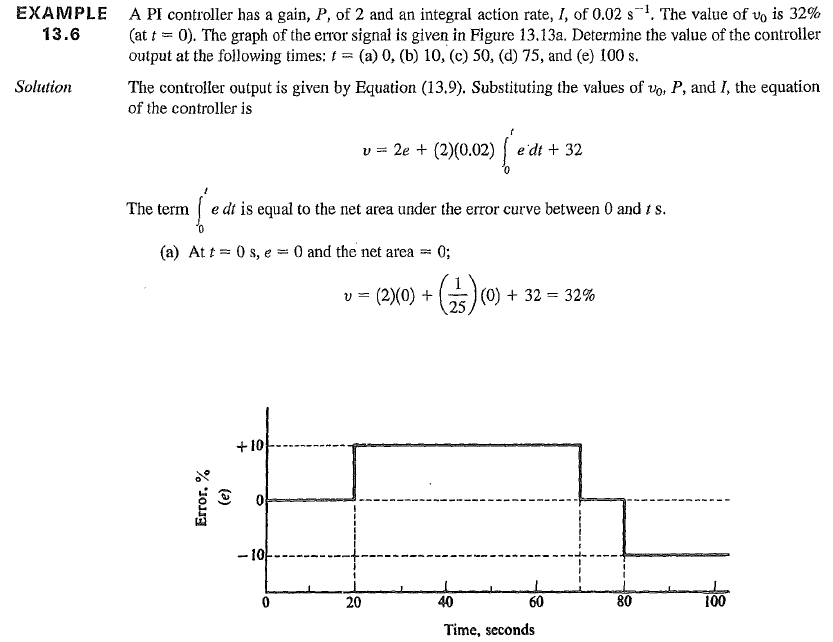 EXAMPLE 13.6
A PI controller has a gain, P, of 2 and an integral action rate, I, of 0.02 s⁻¹. The value of v₀ is 32%
(at t = 0). The graph of the error signal is given in Figure 13.13a. Determine the value of the controller
output at the following times: t = (a) 0, (b) 10, (c) 50, (d) 75, and (e) 100 s.
Solution
The controller output is given by Equation (13.9). Substituting the values of v₀, P, and I, the equation
of the controller is
v = 2e + (2)(0.02) ∫₀ᵗ e dt + 32
The term ∫₀ᵗ e dt is equal to the net area under the error curve between 0 and t s.
(a) At t = 0 s, e = 0 and the net area = 0;
v = (2)(0) + (1/25)(0) + 32 = 32%
+10
0
−10
Error. %
(e)
0 20 40 60 80 100
Time, seconds